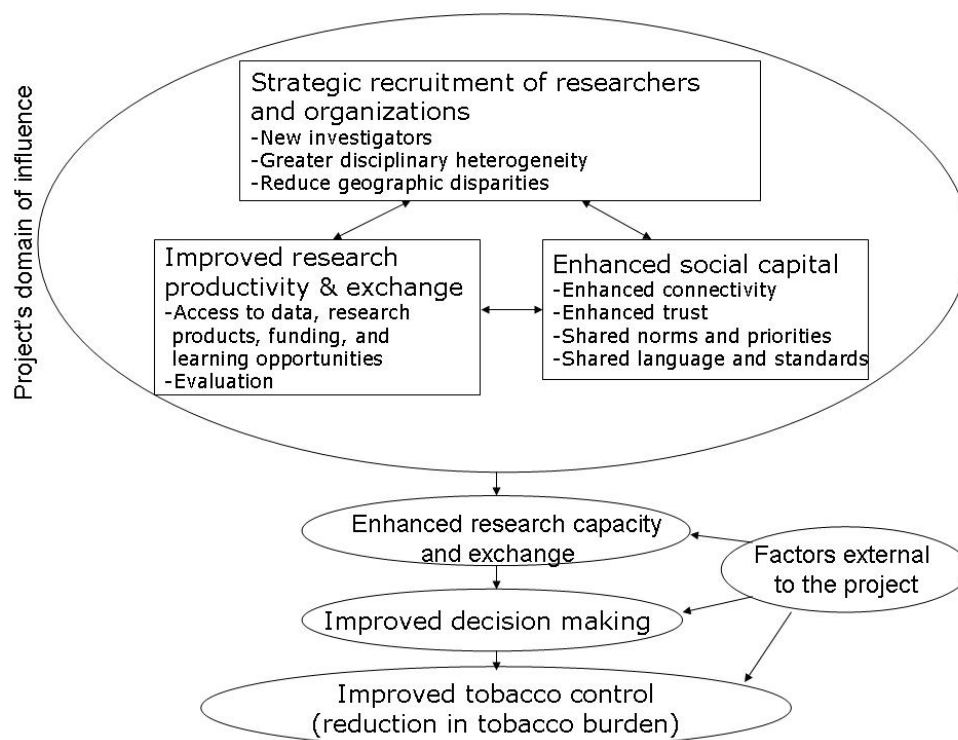 Project's domain of influence
Strategic recruitment of researchers
and organizations
-New investigators
-Greater disciplinary heterogeneity
-Reduce geographic disparities
Improved research
productivity & exchange
-Access to data, research
products, funding, and
learning opportunities
-Evaluation
Enhanced social capital
-Enhanced connectivity
-Enhanced trust
-Shared norms and priorities
-Shared language and standards
Enhanced research capacity
and exchange
Factors external
to the project
Improved decision making
Improved tobacco control
(reduction in tobacco burden)